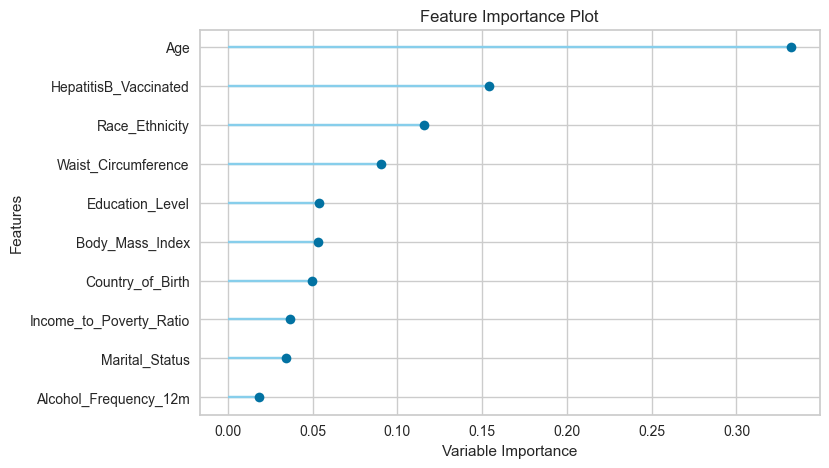 Feature Importance Plot
Features
Age
HepatitisB_Vaccinated
Race_Ethnicity
Waist_Circumference
Education_Level
Body_Mass_Index
Country_of_Birth
Income_to_Poverty_Ratio
Marital_Status
Alcohol_Frequency_12m
0.00 0.05 0.10 0.15 0.20 0.25 0.30
Variable Importance